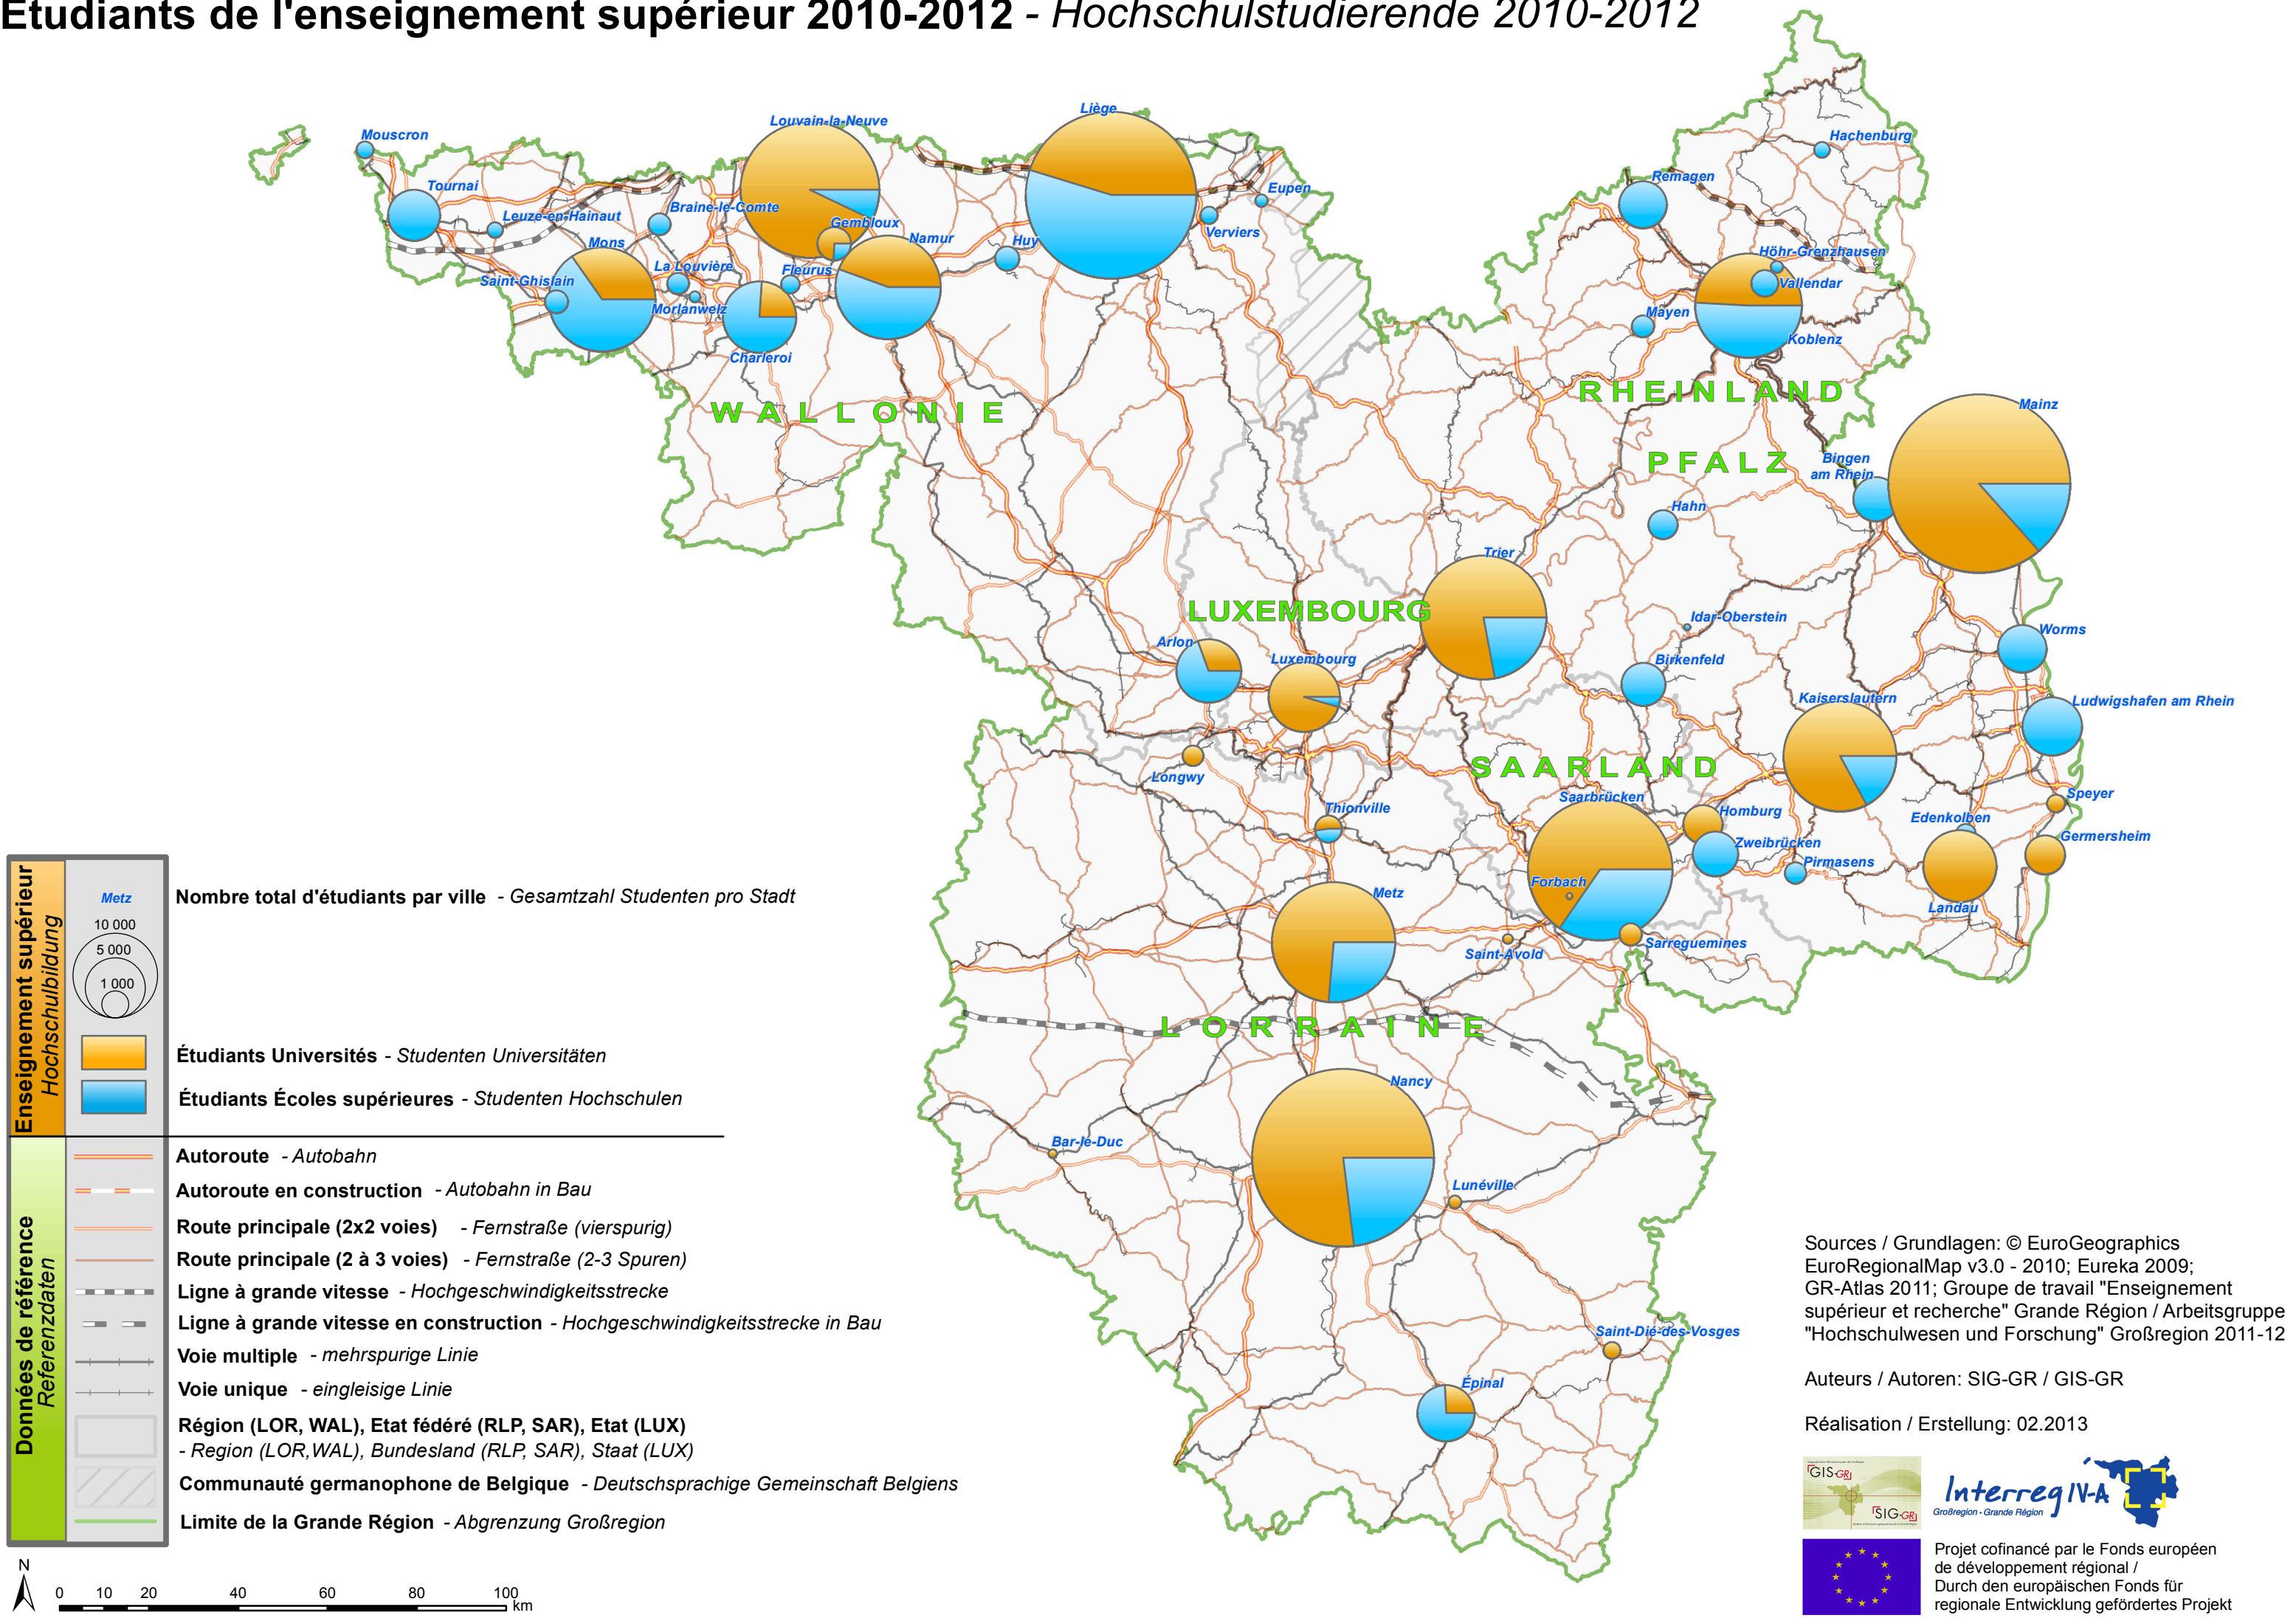 Étudiants de l'enseignement supérieur 2010-2012 - Hochschulstudierende 2010-2012
Mouscron
Tournai
Leuze-en-Hainaut
Saint-Ghislain
Mons
Braine-le-Comte
La Louvière
Morlanwelz
Charleroi
Fleurus
Louvain-la-Neuve
Gembloux
Namur
Huy
Liège
Verviers
Eupen
WALLONIE
Hachenburg
Remagen
Höhr-Grenzhausen
Vallendar
Mayen
Koblenz
RHEINLAND
PFALZ
Mainz
Bingen
am Rhein
Hahn
Trier
LUXEMBOURG
Idar-Oberstein
Birkenfeld
Worms
Arlon
Luxembourg
Kaiserslautern
Ludwigshafen am Rhein
Longwy
SAARLAND
Saarbrücken
Homburg
Zweibrücken
Pirmasens
Speyer
Edenkolben
Germersheim
Landau
Thionville
Forbach
Metz
Saint-Avold
Sarreguemines
LORRAINE
Nancy
Bar-le-Duc
Lunéville
Saint-Dié-des-Vosges
Épinal
Enseignement supérieur
Hochschulbildung
Metz
Nombre total d'étudiants par ville - Gesamtzahl Studenten pro Stadt
10 000
5 000
1 000
Étudiants Universités - Studenten Universitäten
Étudiants Écoles supérieures - Studenten Hochschulen
Données de référence
Referenzdaten
Autoroute - Autobahn
Autoroute en construction - Autobahn in Bau
Route principale (2x2 voies) - Fernstraße (vierspurig)
Route principale (2 à 3 voies) - Fernstraße (2-3 Spuren)
Ligne à grande vitesse - Hochgeschwindigkeitsstrecke
Ligne à grande vitesse en construction - Hochgeschwindigkeitsstrecke in Bau
Voie multiple - mehrspurige Linie
Voie unique - eingleisige Linie
Région (LOR, WAL), Etat fédéré (RLP, SAR), Etat (LUX)
- Region (LOR,WAL), Bundesland (RLP, SAR), Staat (LUX)
Communauté germanophone de Belgique - Deutschsprachige Gemeinschaft Belgiens
Limite de la Grande Région - Abgrenzung Großregion
N
0 10 20 40 60 80 100
km
Sources / Grundlagen: © EuroGeographics
EuroRegionalMap v3.0 - 2010; Eureka 2009;
GR-Atlas 2011; Groupe de travail "Enseignement
supérieur et recherche" Grande Région / Arbeitsgruppe
"Hochschulwesen und Forschung" Großregion 2011-12
Auteurs / Autoren: SIG-GR / GIS-GR
Réalisation / Erstellung: 02.2013
GIS-GR
SIG-GR
Interreg IV-A
Großregion · Grande Région
Projet cofinancé par le Fonds européen
de développement régional /
Durch den europäischen Fonds für
regionale Entwicklung gefördertes Projekt